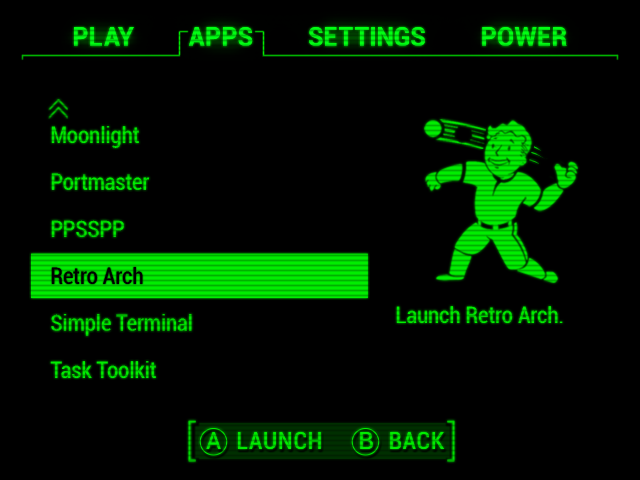 PLAY APPS SETTINGS POWER
Moonlight
Portmaster
PPSSPP
Retro Arch
Simple Terminal
Task Toolkit
Launch Retro Arch.
A LAUNCH B BACK